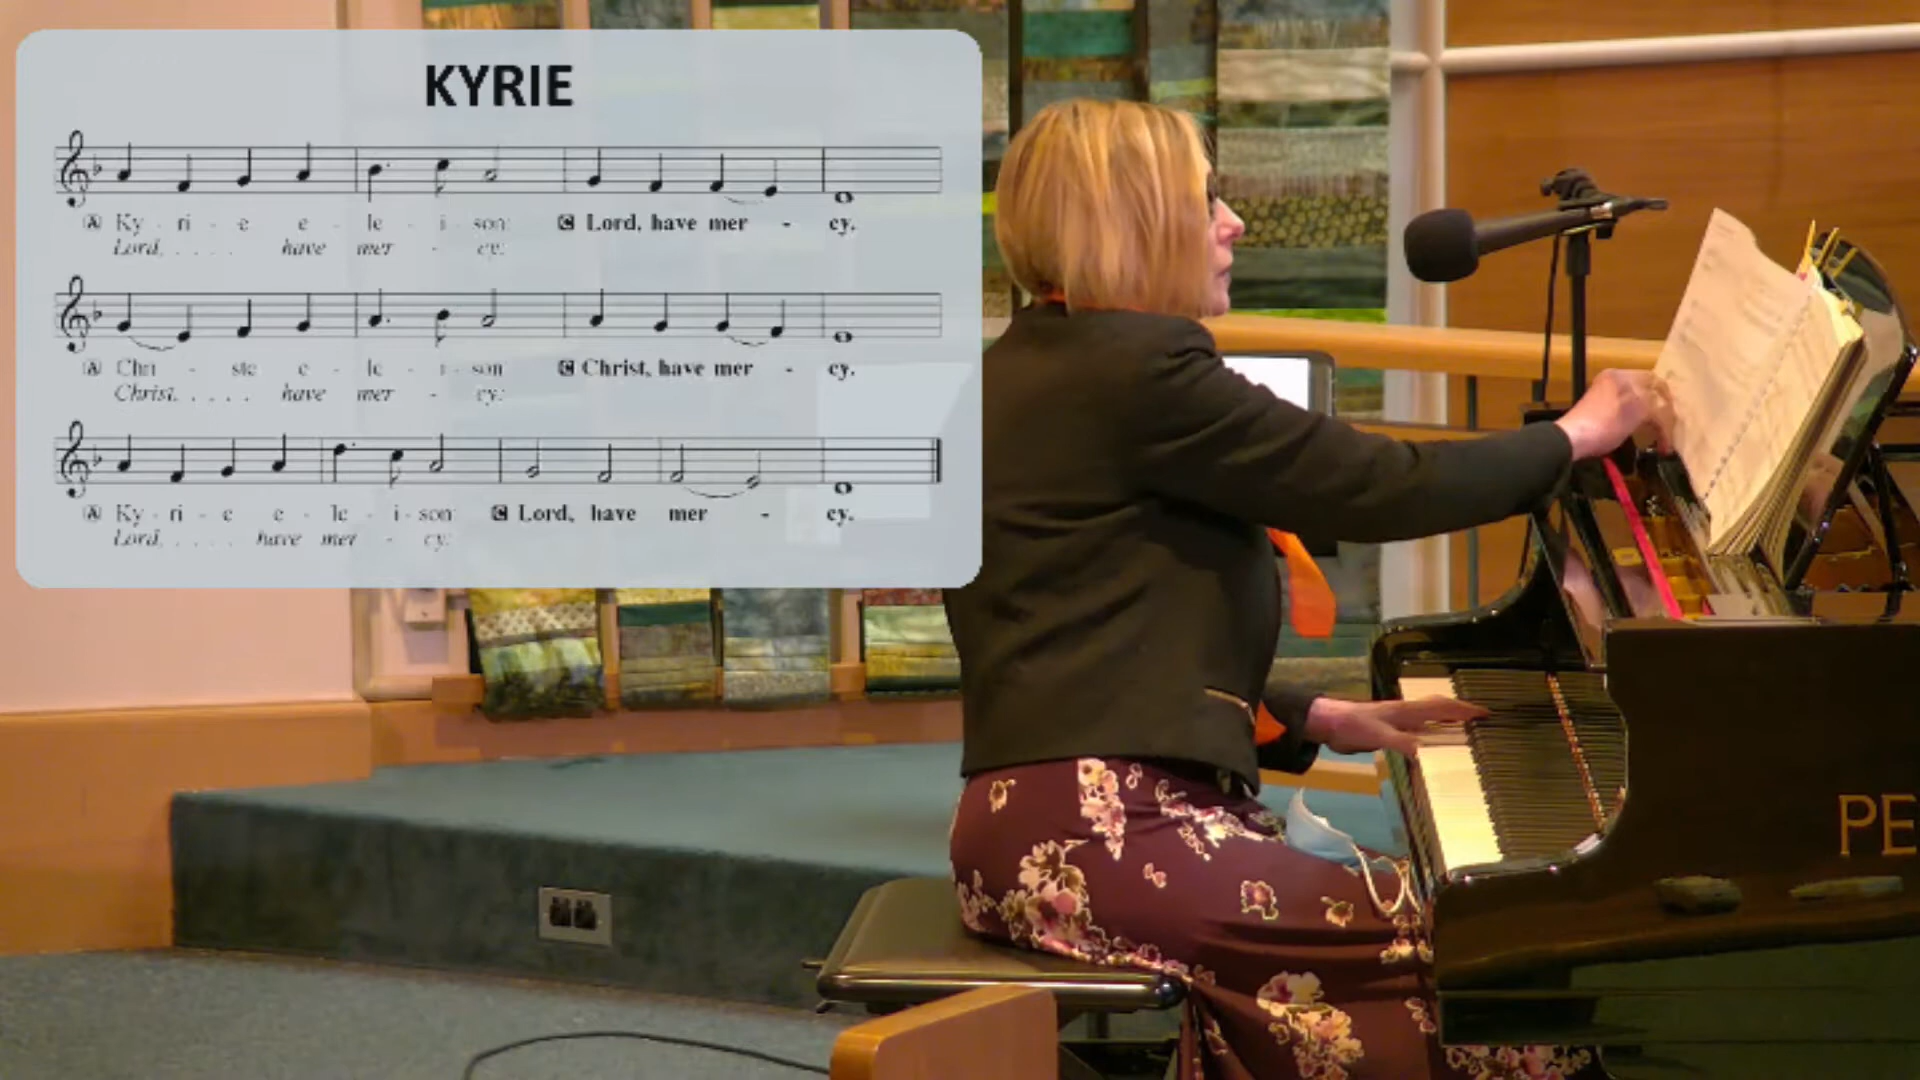 KYRIE
Ⓐ Ky - ri - e e - le - i - son: C Lord, have mer - cy.
Lord, . . . . have mer - cy:
Ⓐ Chri - ste e - le - i - son: C Christ, have mer - cy.
Christ, . . . . . have mer - cy:
Ⓐ Ky - ri - e e - le - i - son: C Lord, have mer - cy.
Lord, . . . . . have mer - cy:
PE